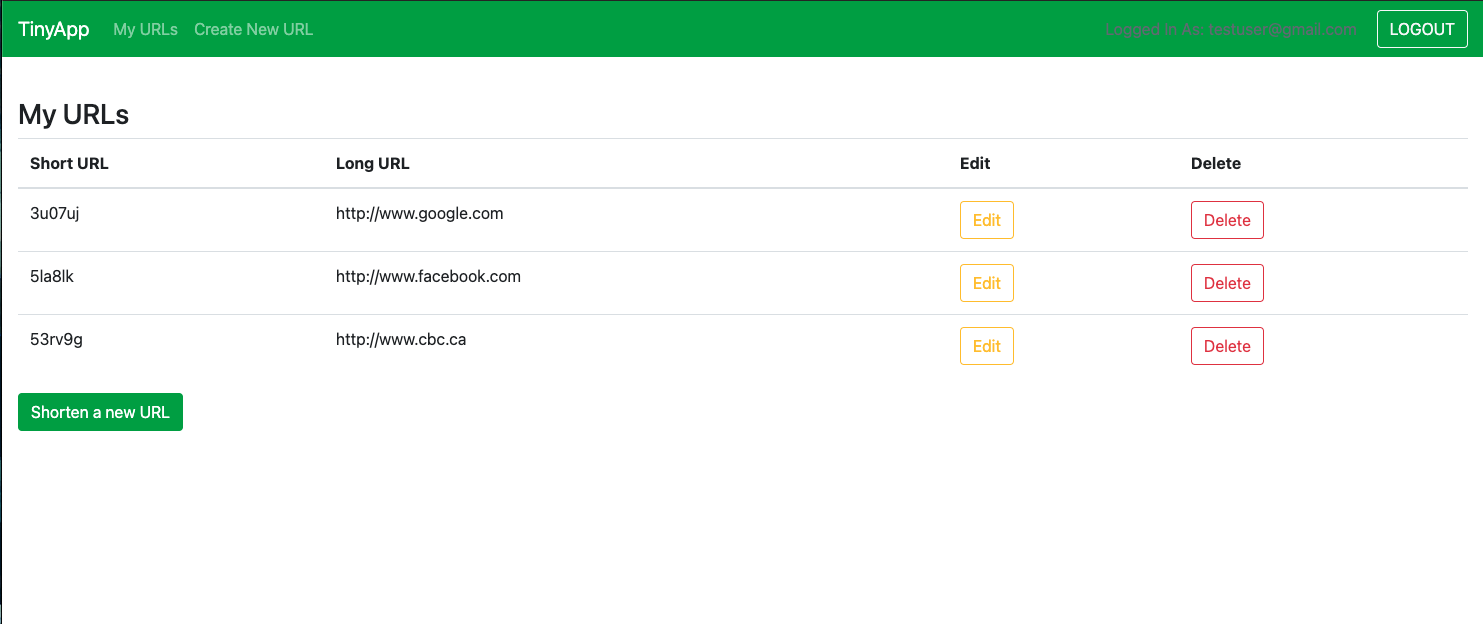 TinyApp My URLs Create New URL Logged In As: testuser@gmail.com LOGOUT
My URLs
Short URL Long URL Edit Delete
3u07uj http://www.google.com Edit Delete
5la8lk http://www.facebook.com Edit Delete
53rv9g http://www.cbc.ca Edit Delete
Shorten a new URL